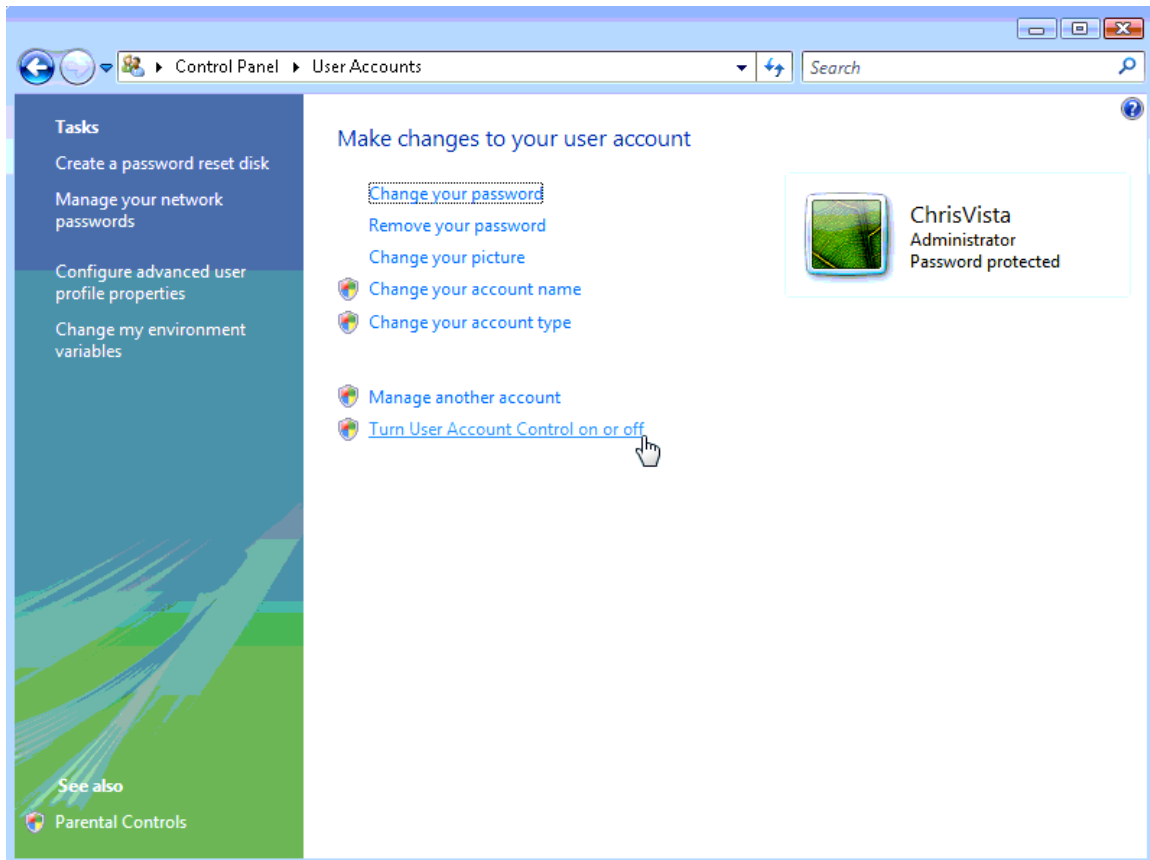 Control Panel
User Accounts
Search
Tasks
Create a password reset disk
Manage your network
passwords
Configure advanced user
profile properties
Change my environment
variables
See also
Parental Controls
Make changes to your user account
Change your password
Remove your password
Change your picture
Change your account name
Change your account type
Manage another account
Turn User Account Control on or off
ChrisVista
Administrator
Password protected